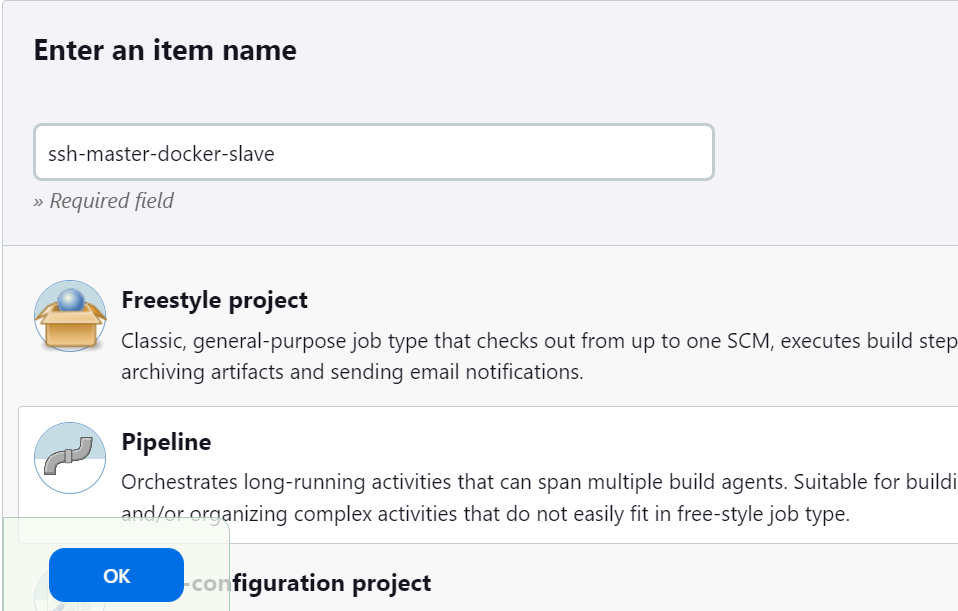 Enter an item name
ssh-master-docker-slave
» Required field
Freestyle project
Classic, general-purpose job type that checks out from up to one SCM, executes build step
archiving artifacts and sending email notifications.
Pipeline
Orchestrates long-running activities that can span multiple build agents. Suitable for buildi
and/or organizing complex activities that do not easily fit in free-style job type.
OK
-configuration project